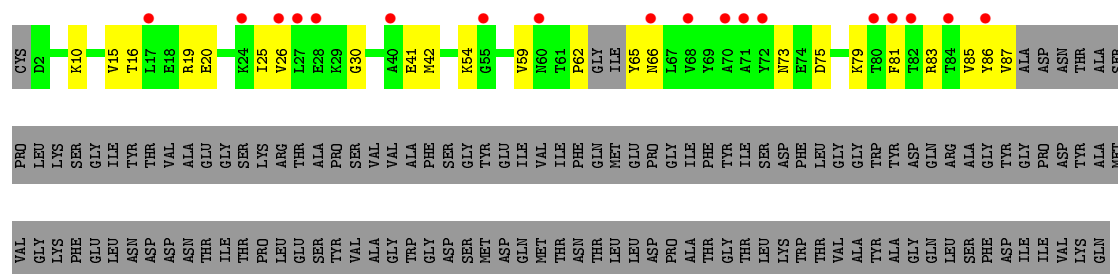 CYS D2 K10 V15 T16 L17 E18 R19 E20 K24 I25 V26 L27 E28 K29 G30 A40 E41 M42 K54 G55 V59 N60 T61 P62 GLY ILE Y65 N66 L67 V68 Y69 A70 A71 Y72 N73 E74 D75 K79 T80 F81 T82 R83 T84 V85 Y86 V87 ALA ASP ASN THR ALA SER
PRO LEU LYS SER GLY ILE TYR THR VAL ALA GLU GLY SER LYS ARG THR ALA PRO SER VAL VAL ALA PHE SER GLY TYR GLU ILE VAL ILE PHE GLN MET GLU PRO GLY ILE PHE TYR ILE SER ASP PHE LEU GLY GLY TRP TYR ASP GLN ARG ALA GLY TYR GLY PRO ASP TYR ALA MET
VAL GLY LYS PHE GLU LEU ASN ASP ASP ASN THR ILE THR PRO LEU GLU SER TYR VAL ALA GLY TRP GLY ASP SER MET ASP GLN MET THR ASN THR LEU LEU ASP PRO ALA THR GLY THR LEU LYS TRP THR VAL ALA TYR ALA GLY GLN LEU SER PHE ASP ILE ILE VAL LYS GLN